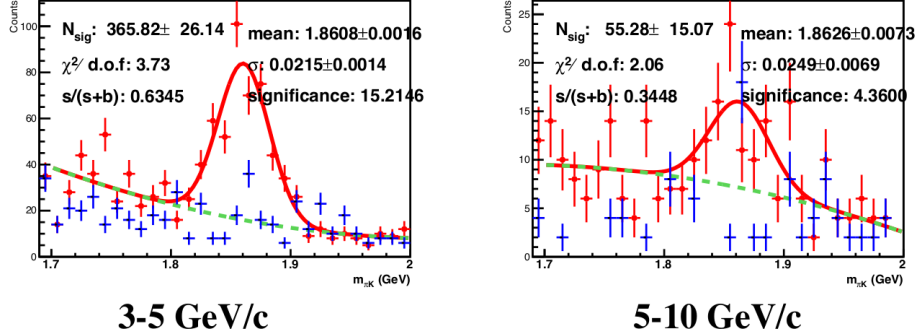 Counts
N_sig: 365.82± 26.14
mean: 1.8608±0.0016
χ²/ d.o.f: 3.73
σ: 0.0215±0.0014
s/(s+b): 0.6345
significance: 15.2146
100
80
60
40
20
0
1.7
1.8
1.9
2
m_πK (GeV)
3-5 GeV/c
Counts
N_sig: 55.28± 15.07
mean: 1.8626±0.0073
χ²/ d.o.f: 2.06
σ: 0.0249±0.0069
s/(s+b): 0.3448
significance: 4.3600
25
20
15
10
5
0
1.7
1.8
1.9
2
m_πK (GeV)
5-10 GeV/c